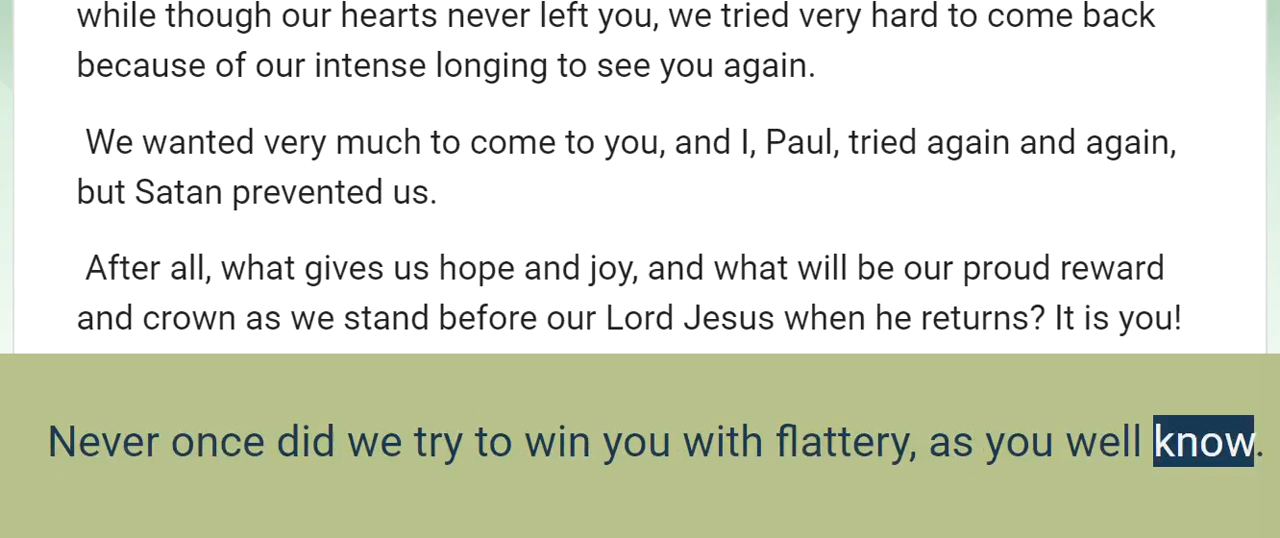 while though our hearts never left you, we tried very hard to come back
because of our intense longing to see you again.
We wanted very much to come to you, and I, Paul, tried again and again,
but Satan prevented us.
After all, what gives us hope and joy, and what will be our proud reward
and crown as we stand before our Lord Jesus when he returns? It is you!
Never once did we try to win you with flattery, as you well know.